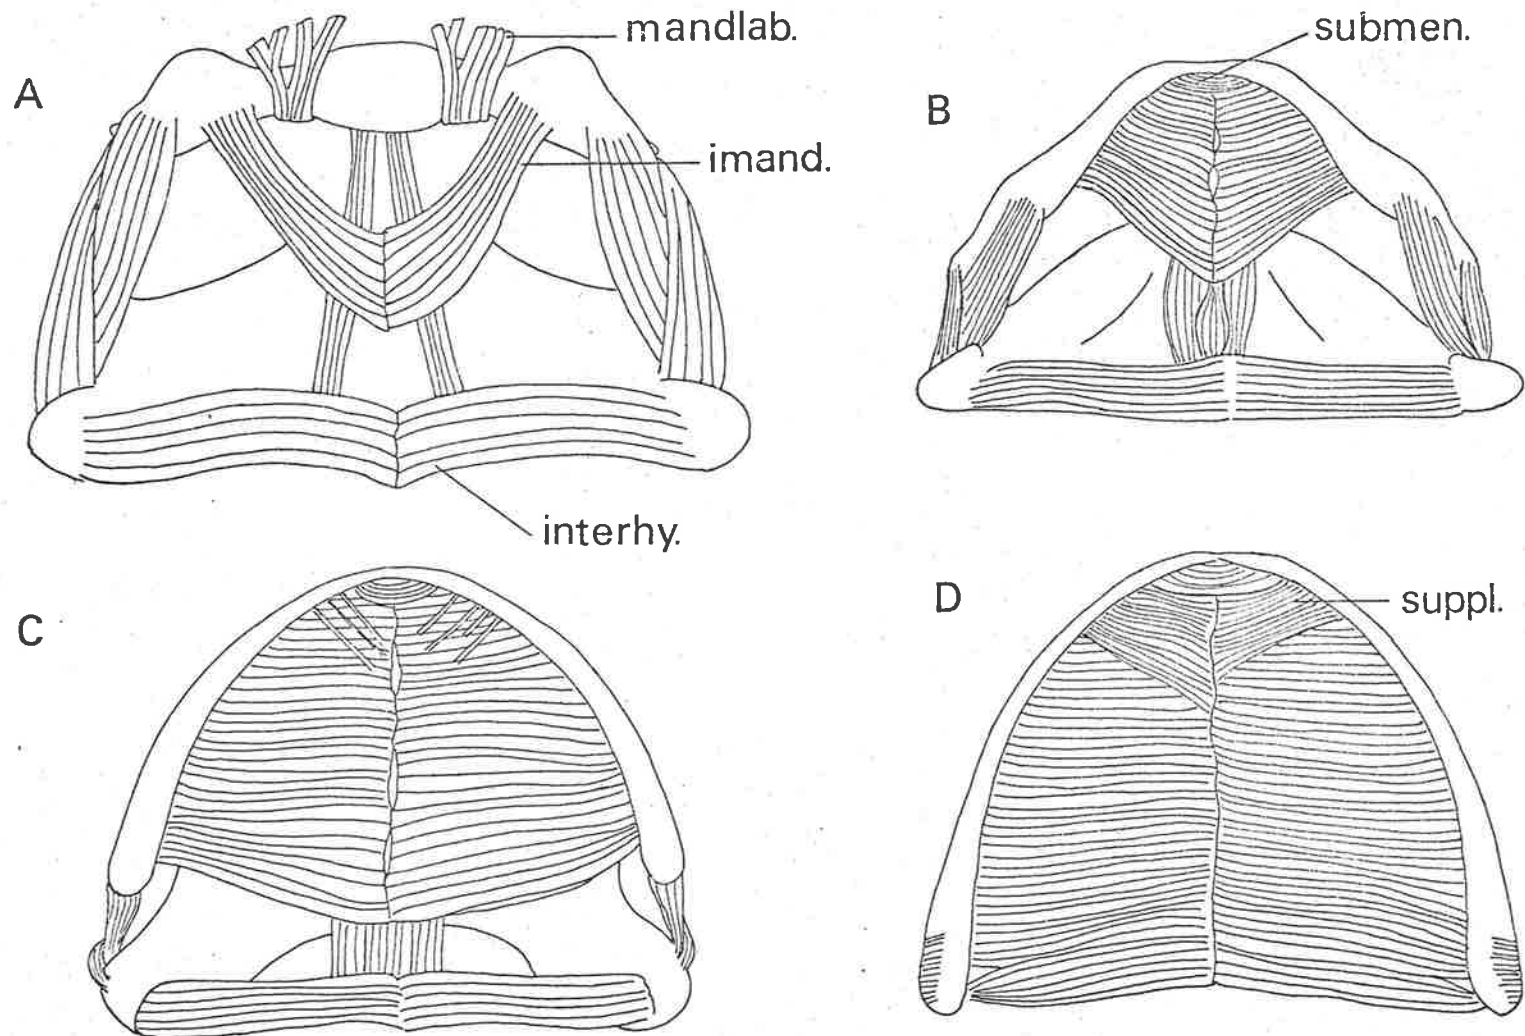 A
mandlab.
imand.
interhy.
B
submen.
C
D
suppl.